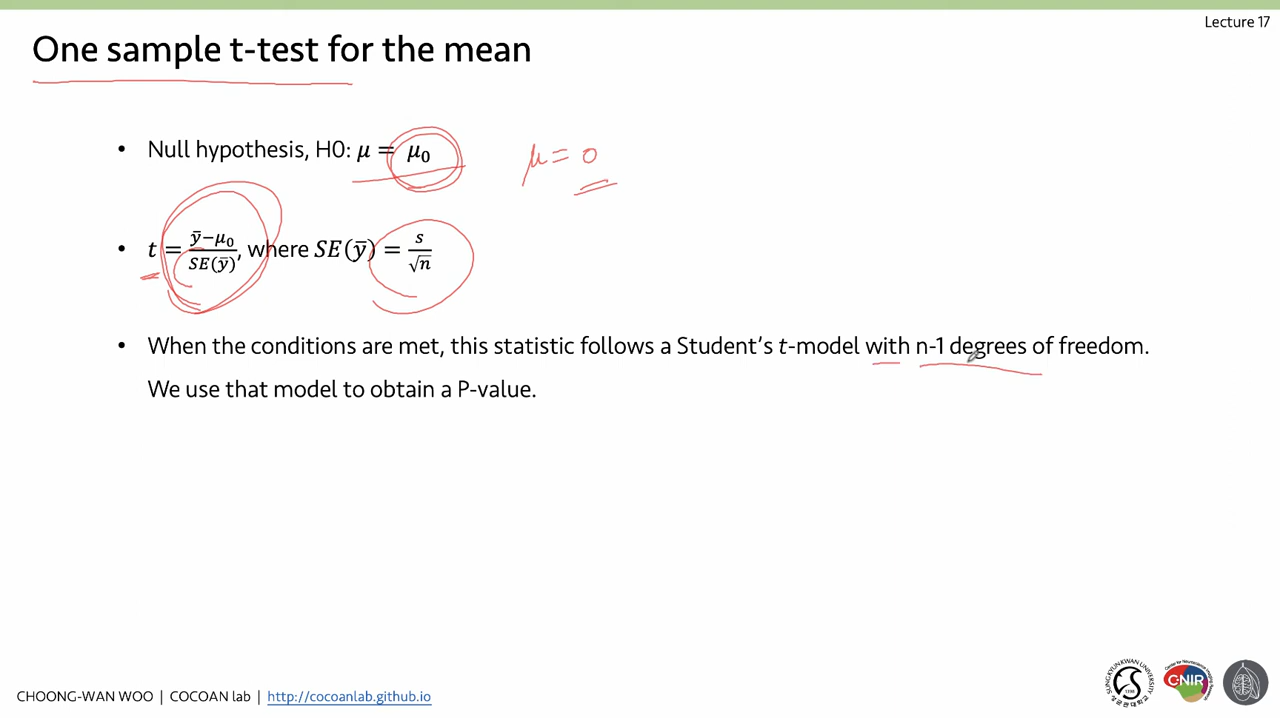 Lecture 17
One sample t-test for the mean
• Null hypothesis, H0: μ = μ₀
μ = 0
• t = (ȳ−μ₀)/SE(ȳ), where SE(ȳ) = s/√n
• When the conditions are met, this statistic follows a Student's t-model with n-1 degrees of freedom.
We use that model to obtain a P-value.
CHOONG-WAN WOO | COCOAN lab | http://cocoanlab.github.io
CNIR